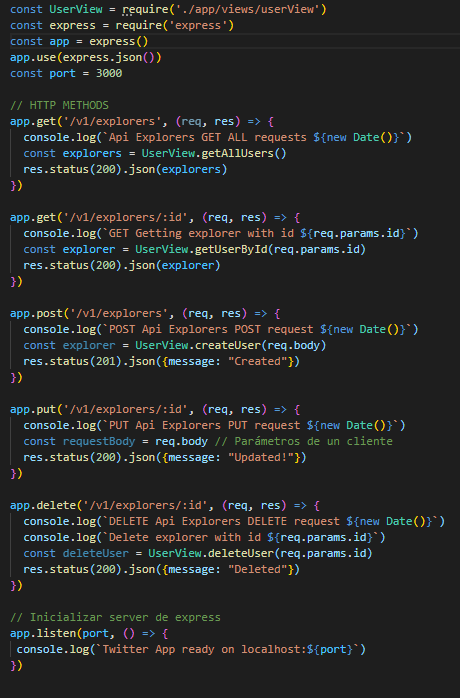 const UserView = require('./app/views/userView')
const express = require('express')
const app = express()
app.use(express.json())
const port = 3000

// HTTP METHODS
app.get('/v1/explorers', (req, res) => {
  console.log(`Api Explorers GET ALL requests ${new Date()}`)
  const explorers = UserView.getAllUsers()
  res.status(200).json(explorers)
})

app.get('/v1/explorers/:id', (req, res) => {
  console.log(`GET Getting explorer with id ${req.params.id}`)
  const explorer = UserView.getUserById(req.params.id)
  res.status(200).json(explorer)
})

app.post('/v1/explorers', (req, res) => {
  console.log(`POST Api Explorers POST request ${new Date()}`)
  const explorer = UserView.createUser(req.body)
  res.status(201).json({message: "Created"})
})

app.put('/v1/explorers/:id', (req, res) => {
  console.log(`PUT Api Explorers PUT request ${new Date()}`)
  const requestBody = req.body // Parámetros de un cliente
  res.status(200).json({message: "Updated!"})
})

app.delete('/v1/explorers/:id', (req, res) => {
  console.log(`DELETE Api Explorers DELETE request ${new Date()}`)
  console.log(`Delete explorer with id ${req.params.id}`)
  const deleteUser = UserView.deleteUser(req.params.id)
  res.status(200).json({message: "Deleted"})
})

// Inicializar server de express
app.listen(port, () => {
 console.log(`Twitter App ready on localhost:${port}`)
})